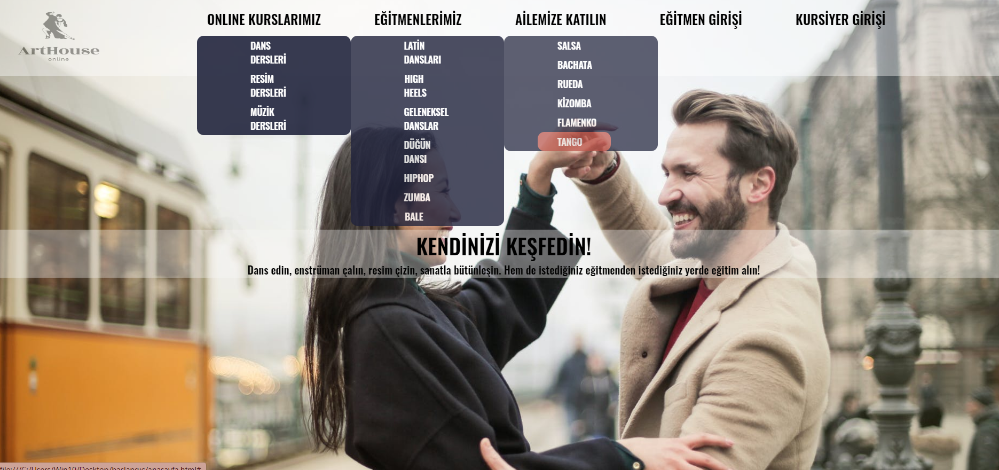 ArtHouse
online
ONLINE KURSLARIMIZ
EĞİTMENLERİMİZ
AİLEMİZE KATILIN
EĞİTMEN GİRİŞİ
KURSİYER GİRİŞİ
DANS
DERSLERİ
RESİM
DERSLERİ
MÜZİK
DERSLERİ
LATİN
DANSLARI
HIGH
HEELS
GELENEKSEL
DANSLAR
DÜĞÜN
DANSI
HIPHOP
ZUMBA
BALE
SALSA
BACHATA
RUEDA
KİZOMBA
FLAMENKO
TANGO
KENDİNİZİ KEŞFEDİN!
Dans edin, enstrüman çalın, resim çizin, sanatla bütünleşin. Hem de istediğiniz eğitmenden istediğiniz yerde eğitim alın!
file:///C:/Users/Win10/Desktop/başlangıç/anasayfa.html#